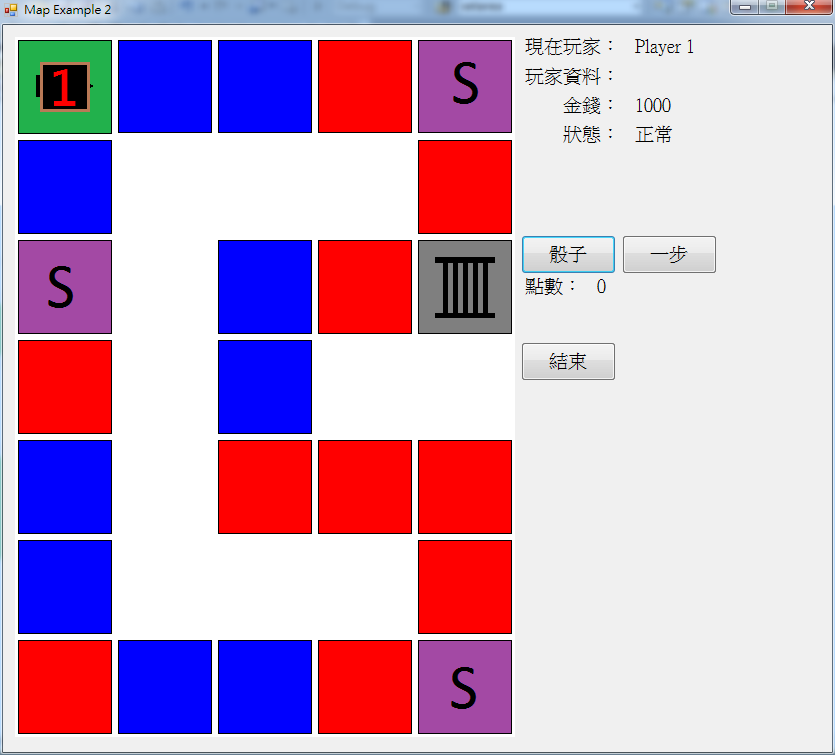 Map Example 2
1
S
S
S
現在玩家： Player 1
玩家資料：
金錢： 1000
狀態： 正常
骰子 一步
點數： 0
結束